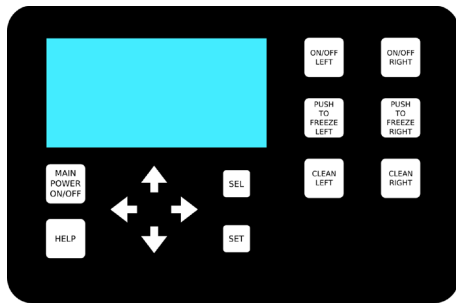 ON/OFF
LEFT
ON/OFF
RIGHT
PUSH
TO
FREEZE
LEFT
PUSH
TO
FREEZE
RIGHT
MAIN
POWER
ON/OFF
SEL
CLEAN
LEFT
CLEAN
RIGHT
HELP
SET